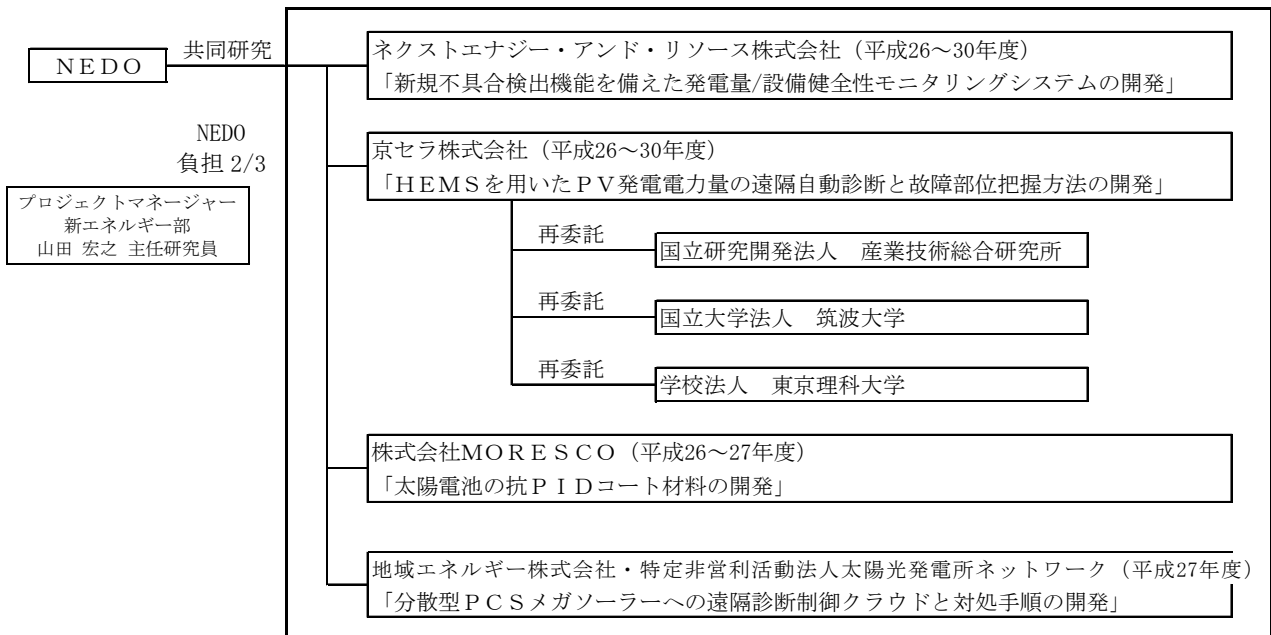 NEDO
共同研究
NEDO
負担 2/3
プロジェクトマネージャー
新エネルギー部
山田 宏之 主任研究員
ネクストエナジー・アンド・リソース株式会社（平成26～30年度）
「新規不具合検出機能を備えた発電量/設備健全性モニタリングシステムの開発」
京セラ株式会社（平成26～30年度）
「ＨＥＭＳを用いたＰＶ発電電力量の遠隔自動診断と故障部位把握方法の開発」
再委託
国立研究開発法人　産業技術総合研究所
再委託
国立大学法人　筑波大学
再委託
学校法人　東京理科大学
株式会社ＭＯＲＥＳＣＯ（平成26～27年度）
「太陽電池の抗ＰＩＤコート材料の開発」
地域エネルギー株式会社・特定非営利活動法人太陽光発電所ネットワーク（平成27年度）
「分散型ＰＣＳメガソーラーへの遠隔診断制御クラウドと対処手順の開発」